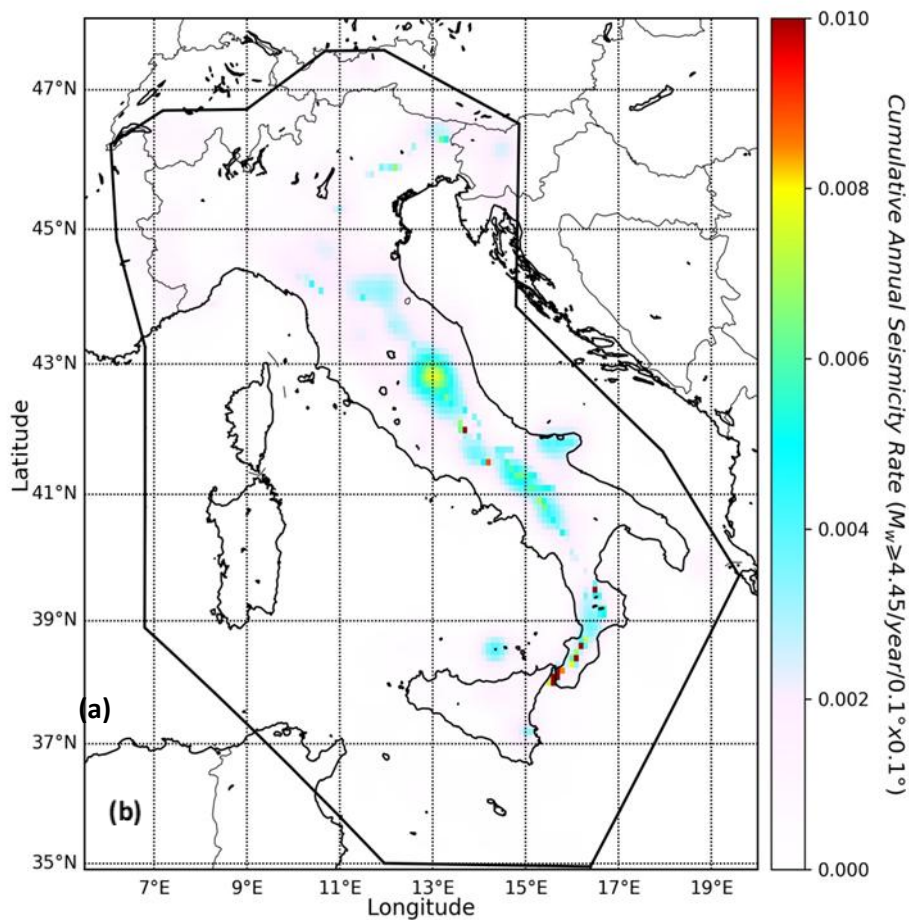 47°N
45°N
43°N
41°N
39°N
37°N
35°N
Latitude
(a)
(b)
7°E 9°E 11°E 13°E 15°E 17°E 19°E
Longitude
0.010
0.008
0.006
0.004
0.002
0.000
Cumulative Annual Seismicity Rate (Mw≥4.45/year/0.1°x0.1°)